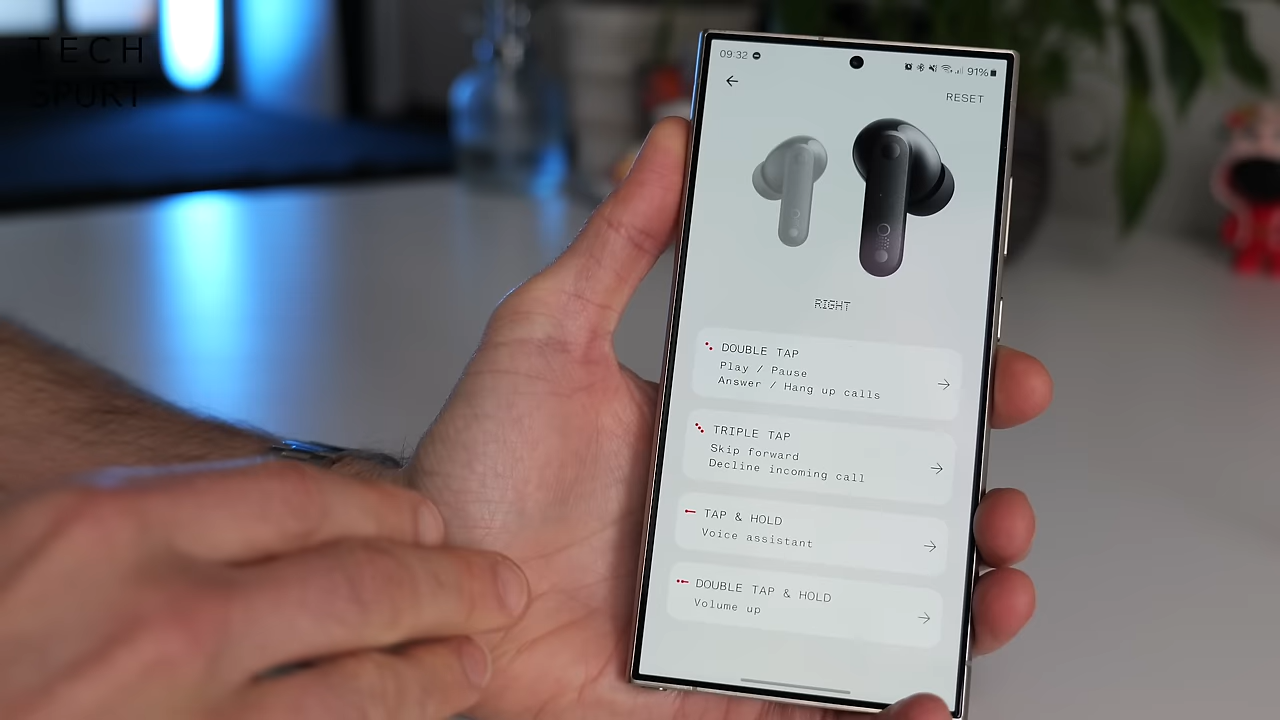 TECH
SPURT
09:32
91%
RESET
RIGHT
DOUBLE TAP
Play / Pause
Answer / Hang up calls
TRIPLE TAP
Skip forward
Decline incoming call
TAP & HOLD
Voice assistant
DOUBLE TAP & HOLD
Volume up